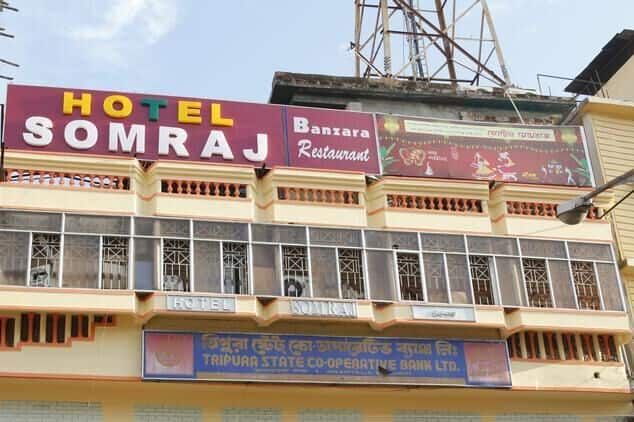 HOTEL
SOMRAJ
Banzara
Restaurant
HOTEL SOMRAJ
ত্রিপুরা স্টেট কো-অপারেটিভ ব্যাঙ্ক লিঃ
TRIPURA STATE CO-OPERATIVE BANK LTD.